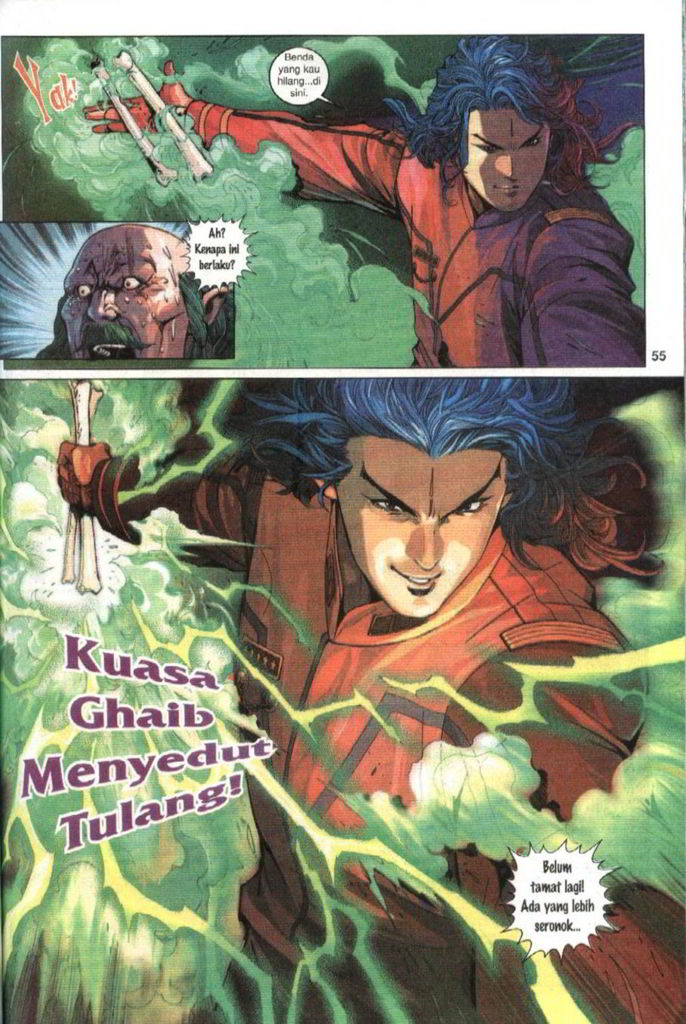 Yak!
Benda
yang kau
hilang...di
sini.
Ah?
Kenapa ini
berlaku?
55
Kuasa
Ghaib
Menyedut
Tulang!
Belum
tamat lagi!
Ada yang lebih
seronok...